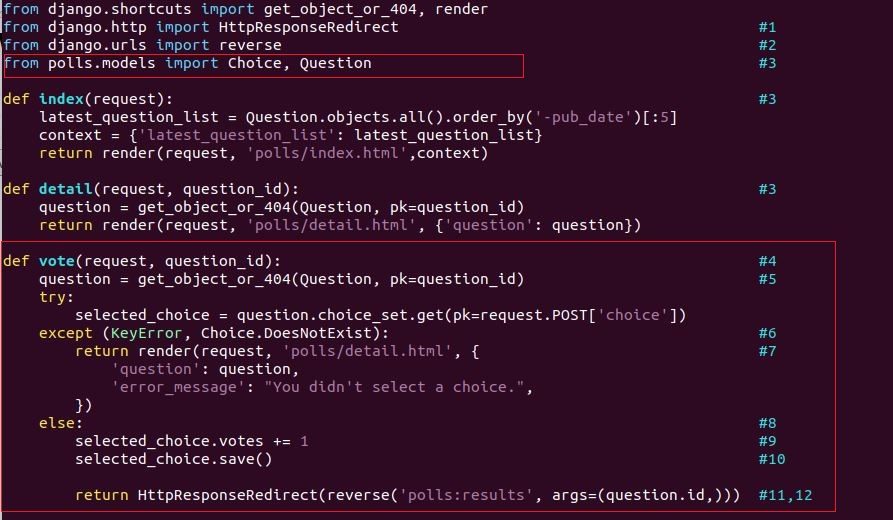 from django.shortcuts import get_object_or_404, render
from django.http import HttpResponseRedirect #1
from django.urls import reverse #2
from polls.models import Choice, Question #3
def index(request): #3
latest_question_list = Question.objects.all().order_by('-pub_date')[:5]
context = {'latest_question_list': latest_question_list}
return render(request, 'polls/index.html',context)
def detail(request, question_id): #3
question = get_object_or_404(Question, pk=question_id)
return render(request, 'polls/detail.html', {'question': question})
def vote(request, question_id): #4
question = get_object_or_404(Question, pk=question_id) #5
try:
selected_choice = question.choice_set.get(pk=request.POST['choice'])
except (KeyError, Choice.DoesNotExist): #6
return render(request, 'polls/detail.html', { #7
'question': question,
'error_message': "You didn't select a choice.",
})
else: #8
selected_choice.votes += 1 #9
selected_choice.save() #10
return HttpResponseRedirect(reverse('polls:results', args=(question.id,))) #11,12